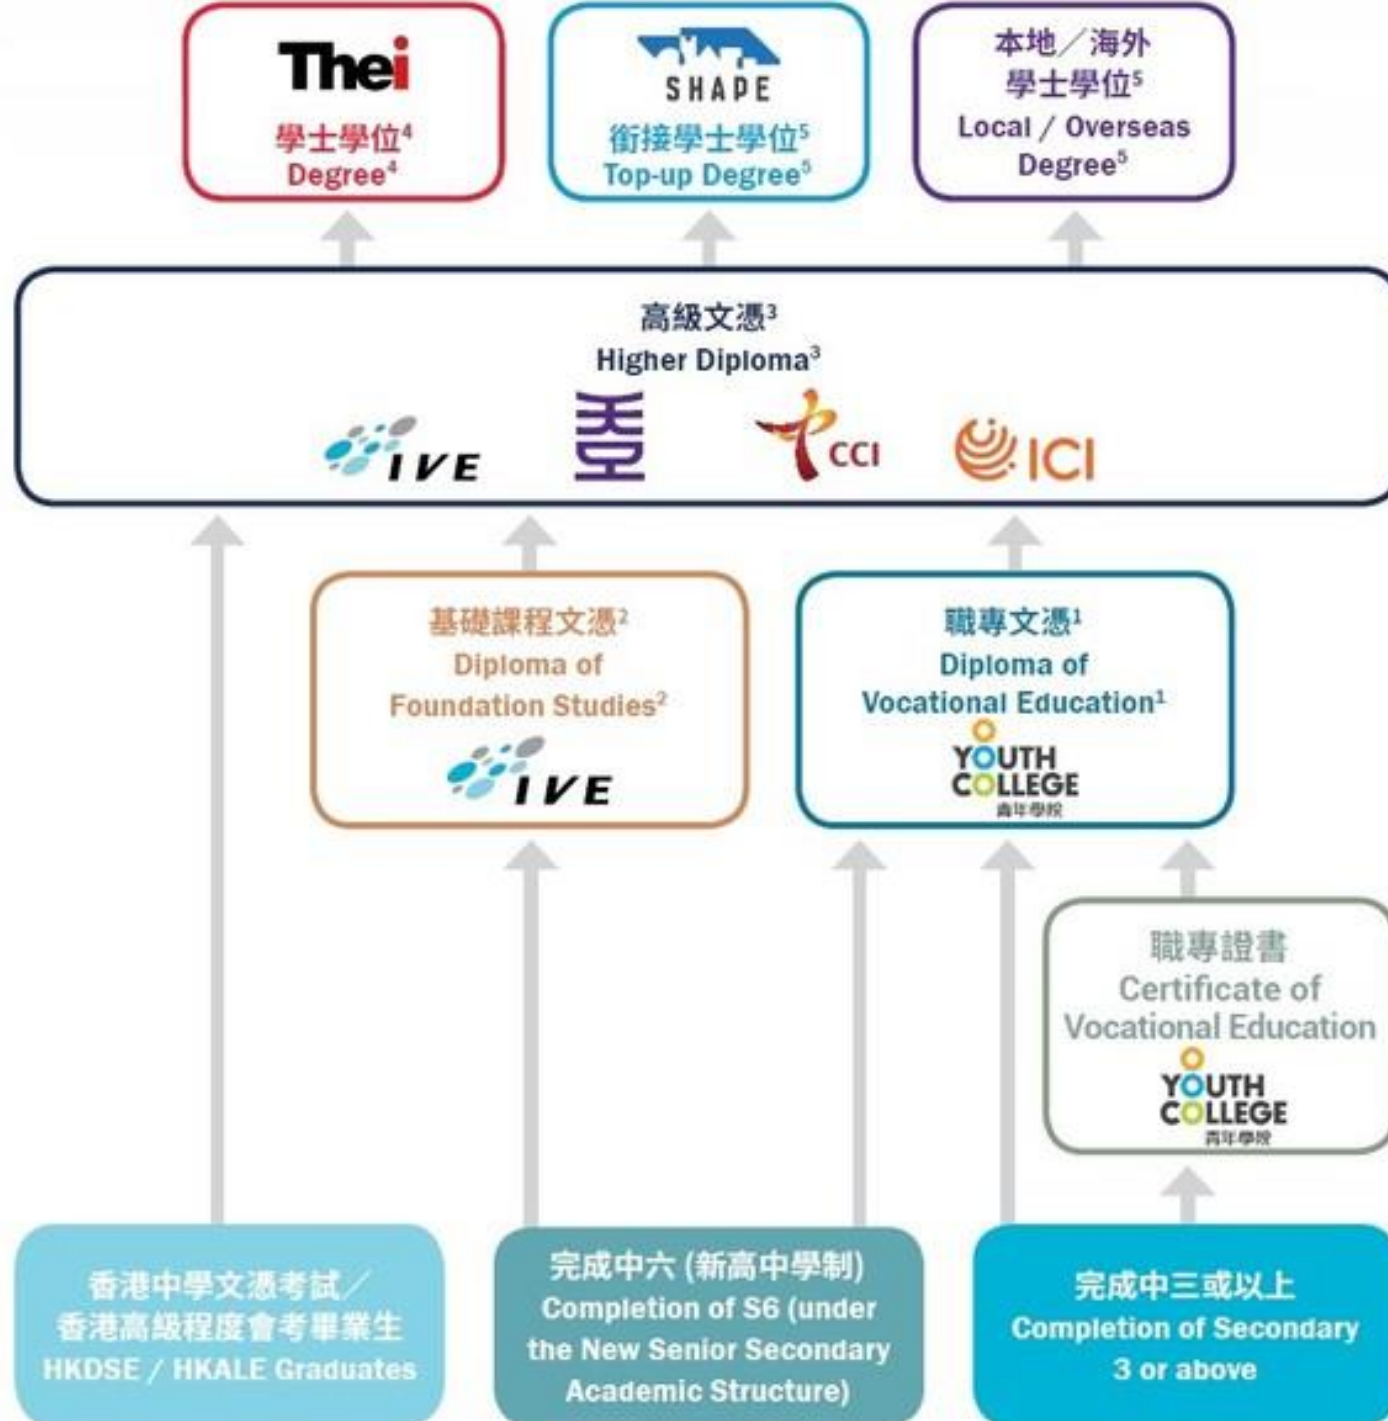 Thei
學士學位⁴
Degree⁴
SHAPE
銜接學士學位⁵
Top-up Degree⁵
本地／海外
學士學位⁵
Local / Overseas
Degree⁵
高級文憑³
Higher Diploma³
IVE
HKDI
CCI
ICI
基礎課程文憑²
Diploma of
Foundation Studies²
IVE
職專文憑¹
Diploma of
Vocational Education¹
YOUTH
COLLEGE
青年學院
職專證書
Certificate of
Vocational Education
YOUTH
COLLEGE
青年學院
香港中學文憑考試／
香港高級程度會考畢業生
HKDSE / HKALE Graduates
完成中六 (新高中學制)
Completion of S6 (under
the New Senior Secondary
Academic Structure)
完成中三或以上
Completion of Secondary
3 or above